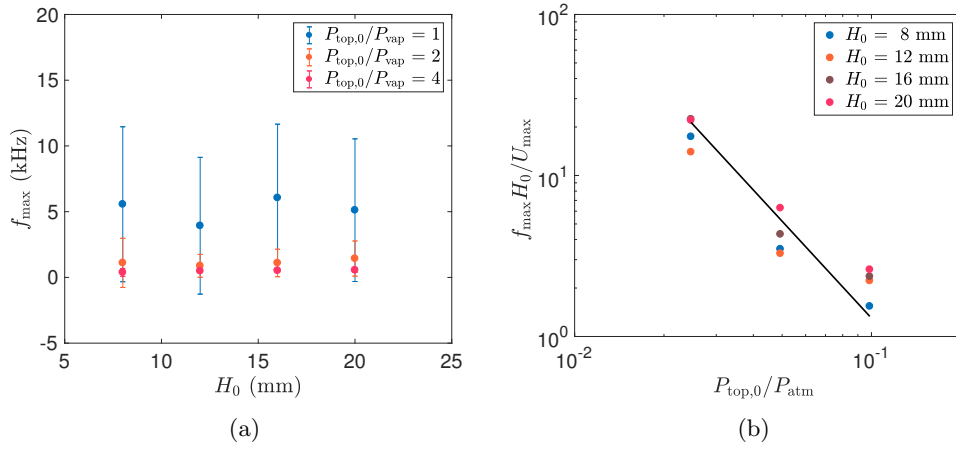 20
15
10
5
0
-5
f_max (kHz)
P_top,0/P_vap = 1
P_top,0/P_vap = 2
P_top,0/P_vap = 4
5 10 15 20 25
H_0 (mm)
(a)
10^2
10^1
10^0
f_max H_0/U_max
H_0 = 8 mm
H_0 = 12 mm
H_0 = 16 mm
H_0 = 20 mm
10^-2 10^-1
P_top,0/P_atm
(b)